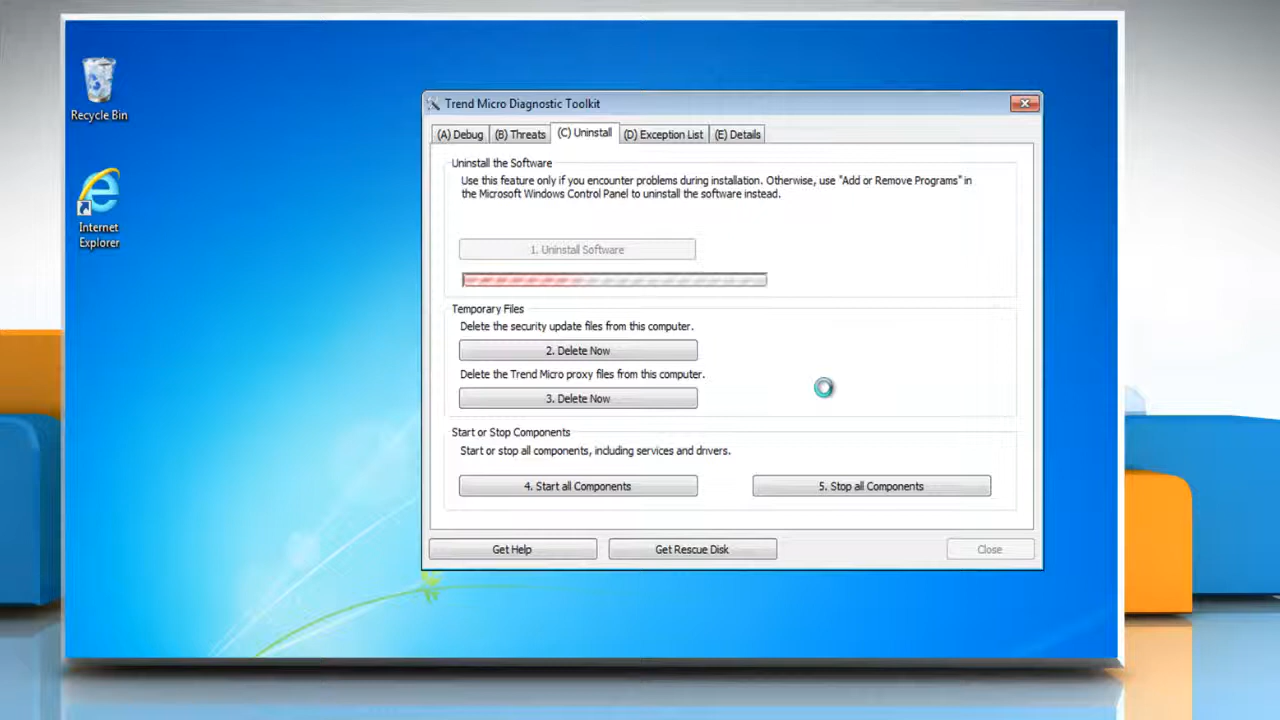 Recycle Bin
Internet
Explorer
Trend Micro Diagnostic Toolkit
(A) Debug
(B) Threats
(C) Uninstall
(D) Exception List
(E) Details
Uninstall the Software
Use this feature only if you encounter problems during installation. Otherwise, use "Add or Remove Programs" in
the Microsoft Windows Control Panel to uninstall the software instead.
1. Uninstall Software
Temporary Files
Delete the security update files from this computer.
2. Delete Now
Delete the Trend Micro proxy files from this computer.
3. Delete Now
Start or Stop Components
Start or stop all components, including services and drivers.
4. Start all Components
5. Stop all Components
Get Help
Get Rescue Disk
Close